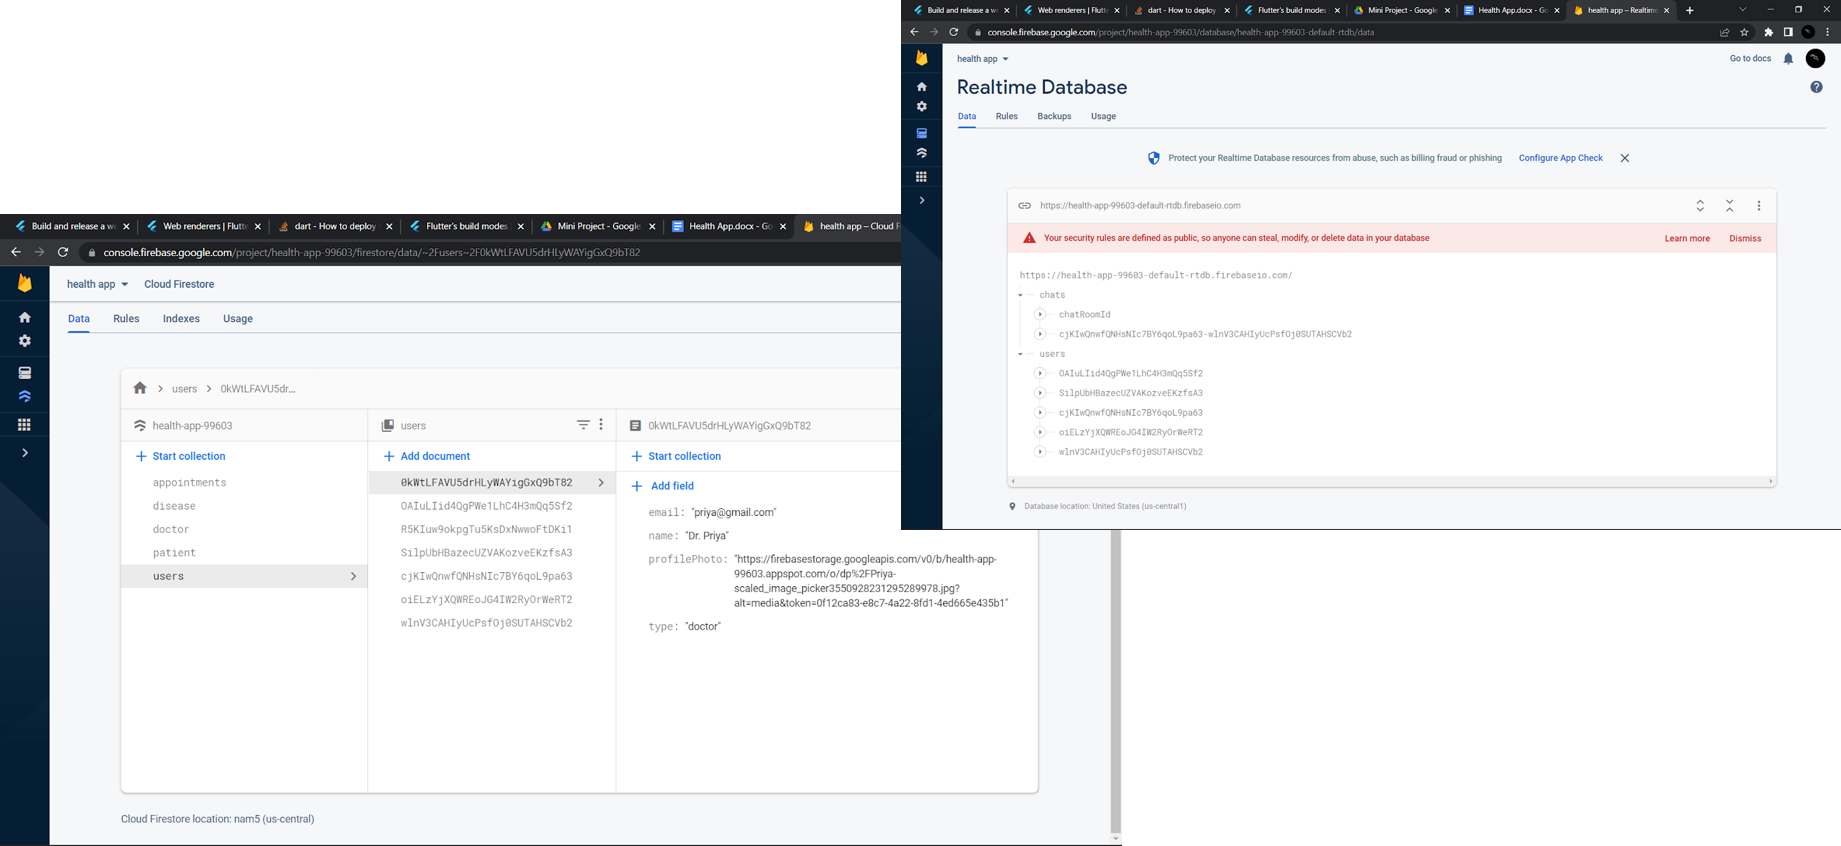 Build and release a we
Web renderers | Flutte
dart - How to deploy
Flutter's build modes
Mini Project - Google
Health App.docx - Go
health app – Realtime
console.firebase.google.com/project/health-app-99603/database/health-app-99603-default-rtdb/data
health app
Go to docs
Realtime Database
Data
Rules
Backups
Usage
Protect your Realtime Database resources from abuse, such as billing fraud or phishing
Configure App Check
https://health-app-99603-default-rtdb.firebaseio.com
Your security rules are defined as public, so anyone can steal, modify, or delete data in your database
Learn more
Dismiss
https://health-app-99603-default-rtdb.firebaseio.com/
chats
chatRoomId
cjKIwQnwfQNHsNIc7BY6qoL9pa63-wlnV3CAHIyUcPsfOj0SUTAHSCVb2
users
OAIuLIid4QgPWe1LhC4H3mQq5Sf2
SilpUbHBazecUZVAKozveEKzfsA3
cjKIwQnwfQNHsNIc7BY6qoL9pa63
oiELzYjXQWREoJG4IW2RyOrWeRT2
wlnV3CAHIyUcPsfOj0SUTAHSCVb2
Database location: United States (us-central1)
Build and release a we
Web renderers | Flutte
dart - How to deploy
Flutter's build modes
Mini Project - Google
Health App.docx - Go
health app – Cloud F
console.firebase.google.com/project/health-app-99603/firestore/data/~2Fusers~2F0kWtLFAVU5drHLyWAYigGxQ9bT82
health app
Cloud Firestore
Data
Rules
Indexes
Usage
users
0kWtLFAVU5dr...
health-app-99603
Start collection
appointments
disease
doctor
patient
users
users
Add document
0kWtLFAVU5drHLyWAYigGxQ9bT82
OAIuLIid4QgPWe1LhC4H3mQq5Sf2
R5KIuw9okpgTu5KsDxNwwoFtDKi1
SilpUbHBazecUZVAKozveEKzfsA3
cjKIwQnwfQNHsNIc7BY6qoL9pa63
oiELzYjXQWREoJG4IW2RyOrWeRT2
wlnV3CAHIyUcPsfOj0SUTAHSCVb2
0kWtLFAVU5drHLyWAYigGxQ9bT82
Start collection
Add field
email: "priya@gmail.com"
name: "Dr. Priya"
profilePhoto: "https://firebasestorage.googleapis.com/v0/b/health-app-
99603.appspot.com/o/dp%2FPriya-
scaled_image_picker3550928231295289978.jpg?
alt=media&token=0f12ca83-e8c7-4a22-8fd1-4ed665e435b1"
type: "doctor"
Cloud Firestore location: nam5 (us-central)